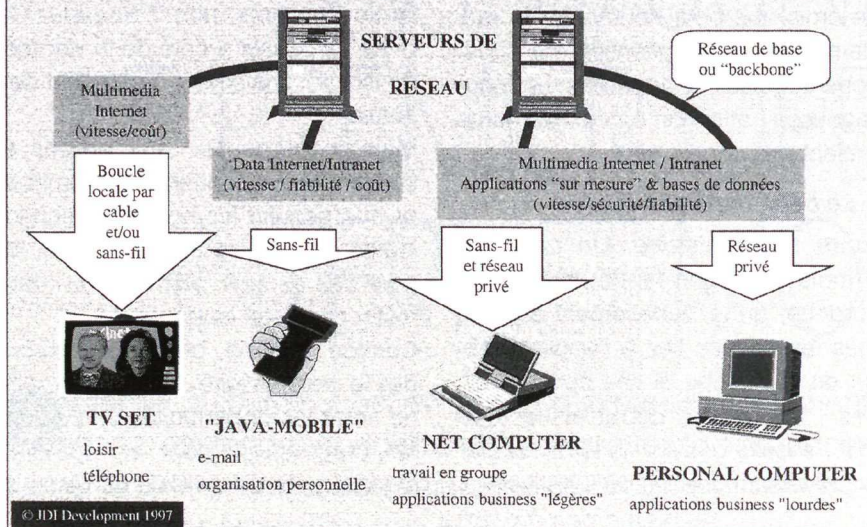 SERVEURS DE
RESEAU
Réseau de base
ou “backbone”
Multimedia
Internet
(vitesse/coût)
Data Internet/Intranet
(vitesse / fiabilité / coût)
Multimedia Internet / Intranet
Applications “sur mesure” & bases de données
(vitesse/sécurité/fiabilité)
Boucle
locale par
cable
et/ou
sans-fil
Sans-fil
Sans-fil
et réseau
privé
Réseau
privé
TV SET
loisir
téléphone
"JAVA-MOBILE"
e-mail
organisation personnelle
NET COMPUTER
travail en groupe
applications business "légères"
PERSONAL COMPUTER
applications business "lourdes"
© JDI Development 1997